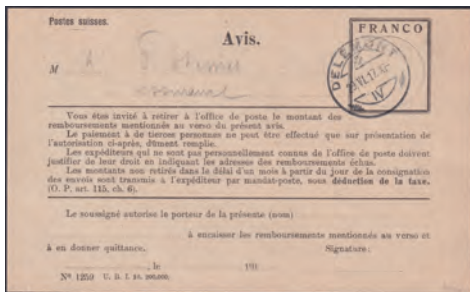 Postes suisses.
FRANCO
Avis.
DELÉMONT
IV
M
Vous êtes invité à retirer à l'office de poste le montant des
remboursements mentionnés au verso du présent avis.
Le paiement à de tierces personnes ne peut être effectué que sur présentation de
l'autorisation ci-après, dûment remplie.
Les expéditeurs qui ne sont pas personnellement connus de l'office de poste doivent
justifier de leur droit en indiquant les adresses des remboursements échus.
Les montants non retirés dans le délai d'un mois à partir du jour de la consignation
des envois sont transmis à l'expéditeur par mandat-poste, sous déduction de la taxe.
(O. P. art. 115, ch. 6).
Le soussigné autorise le porteur de la présente (nom)
à encaisser les remboursements mentionnés au verso et
à en donner quittance. Signature:
, le 191
Nº 1259